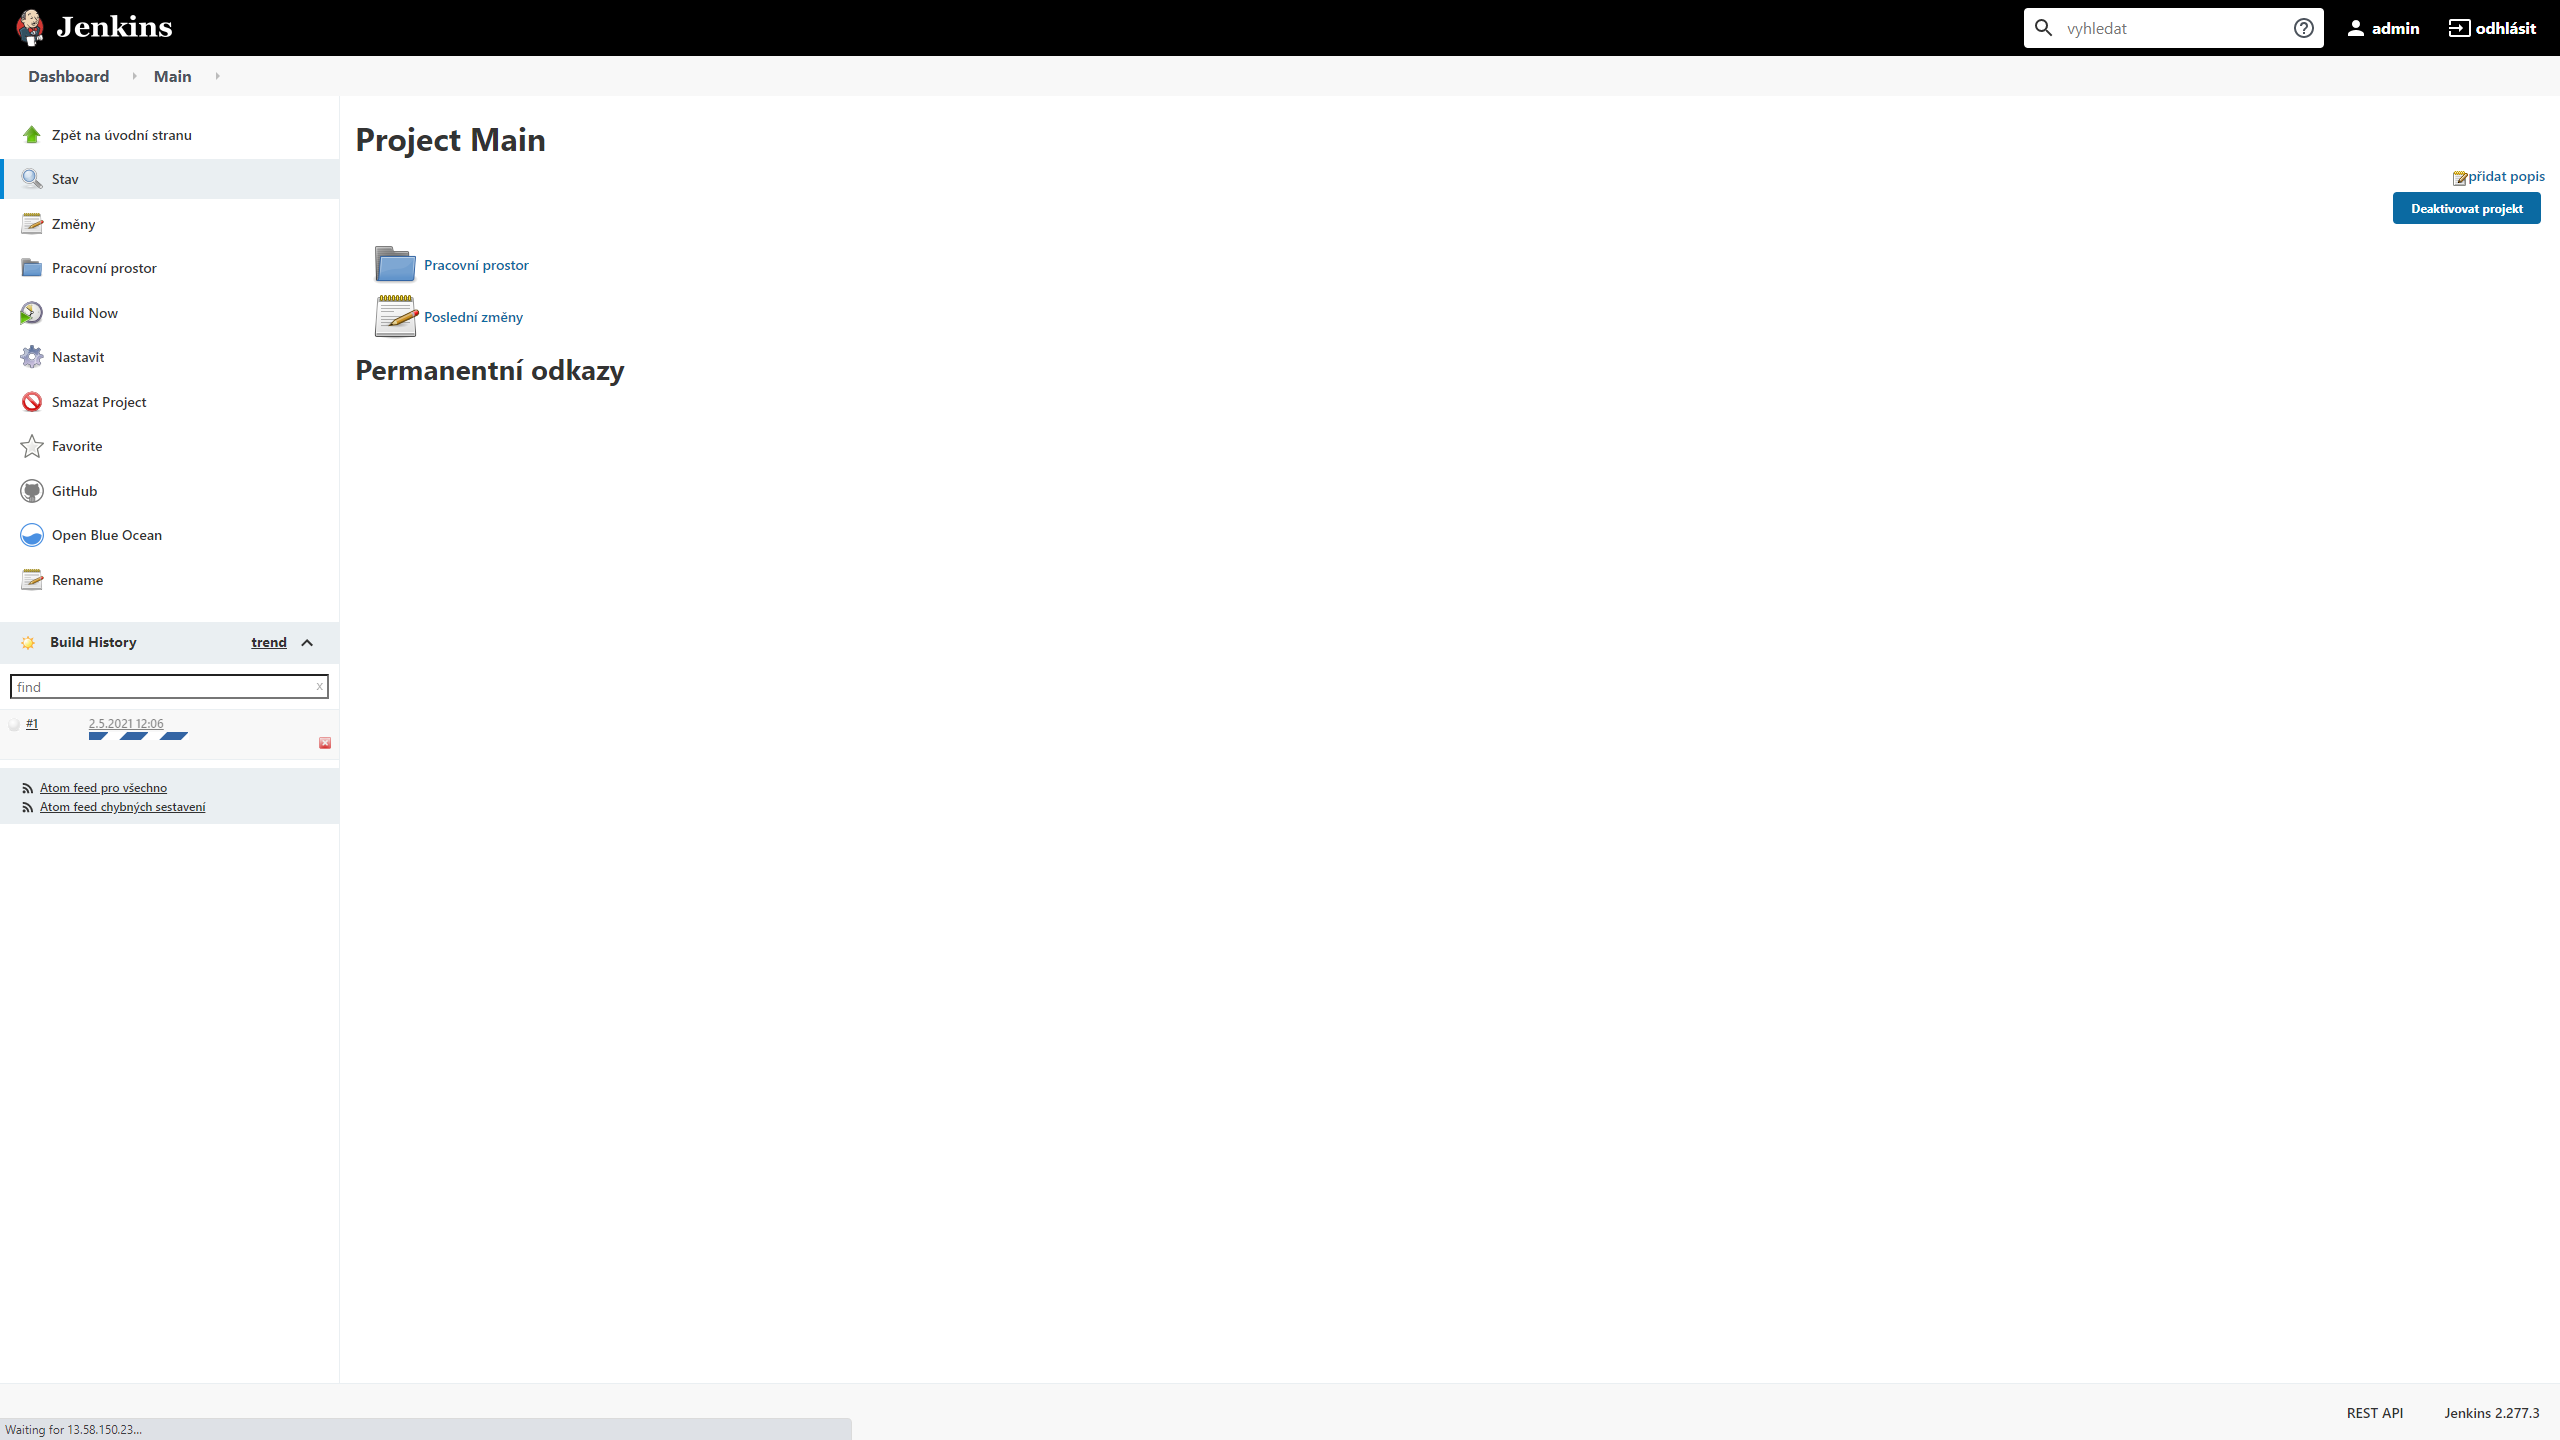 Jenkins
vyhledat
admin
odhlásit
Dashboard
Main
Zpět na úvodní stranu
Stav
Změny
Pracovní prostor
Build Now
Nastavit
Smazat Project
Favorite
GitHub
Open Blue Ocean
Rename
Build History
trend
find
x
#1
2.5.2021 12:06
Atom feed pro všechno
Atom feed chybných sestavení
Project Main
přidat popis
Deaktivovat projekt
Pracovní prostor
Poslední změny
Permanentní odkazy
REST API
Jenkins 2.277.3
Waiting for 13.58.150.23...